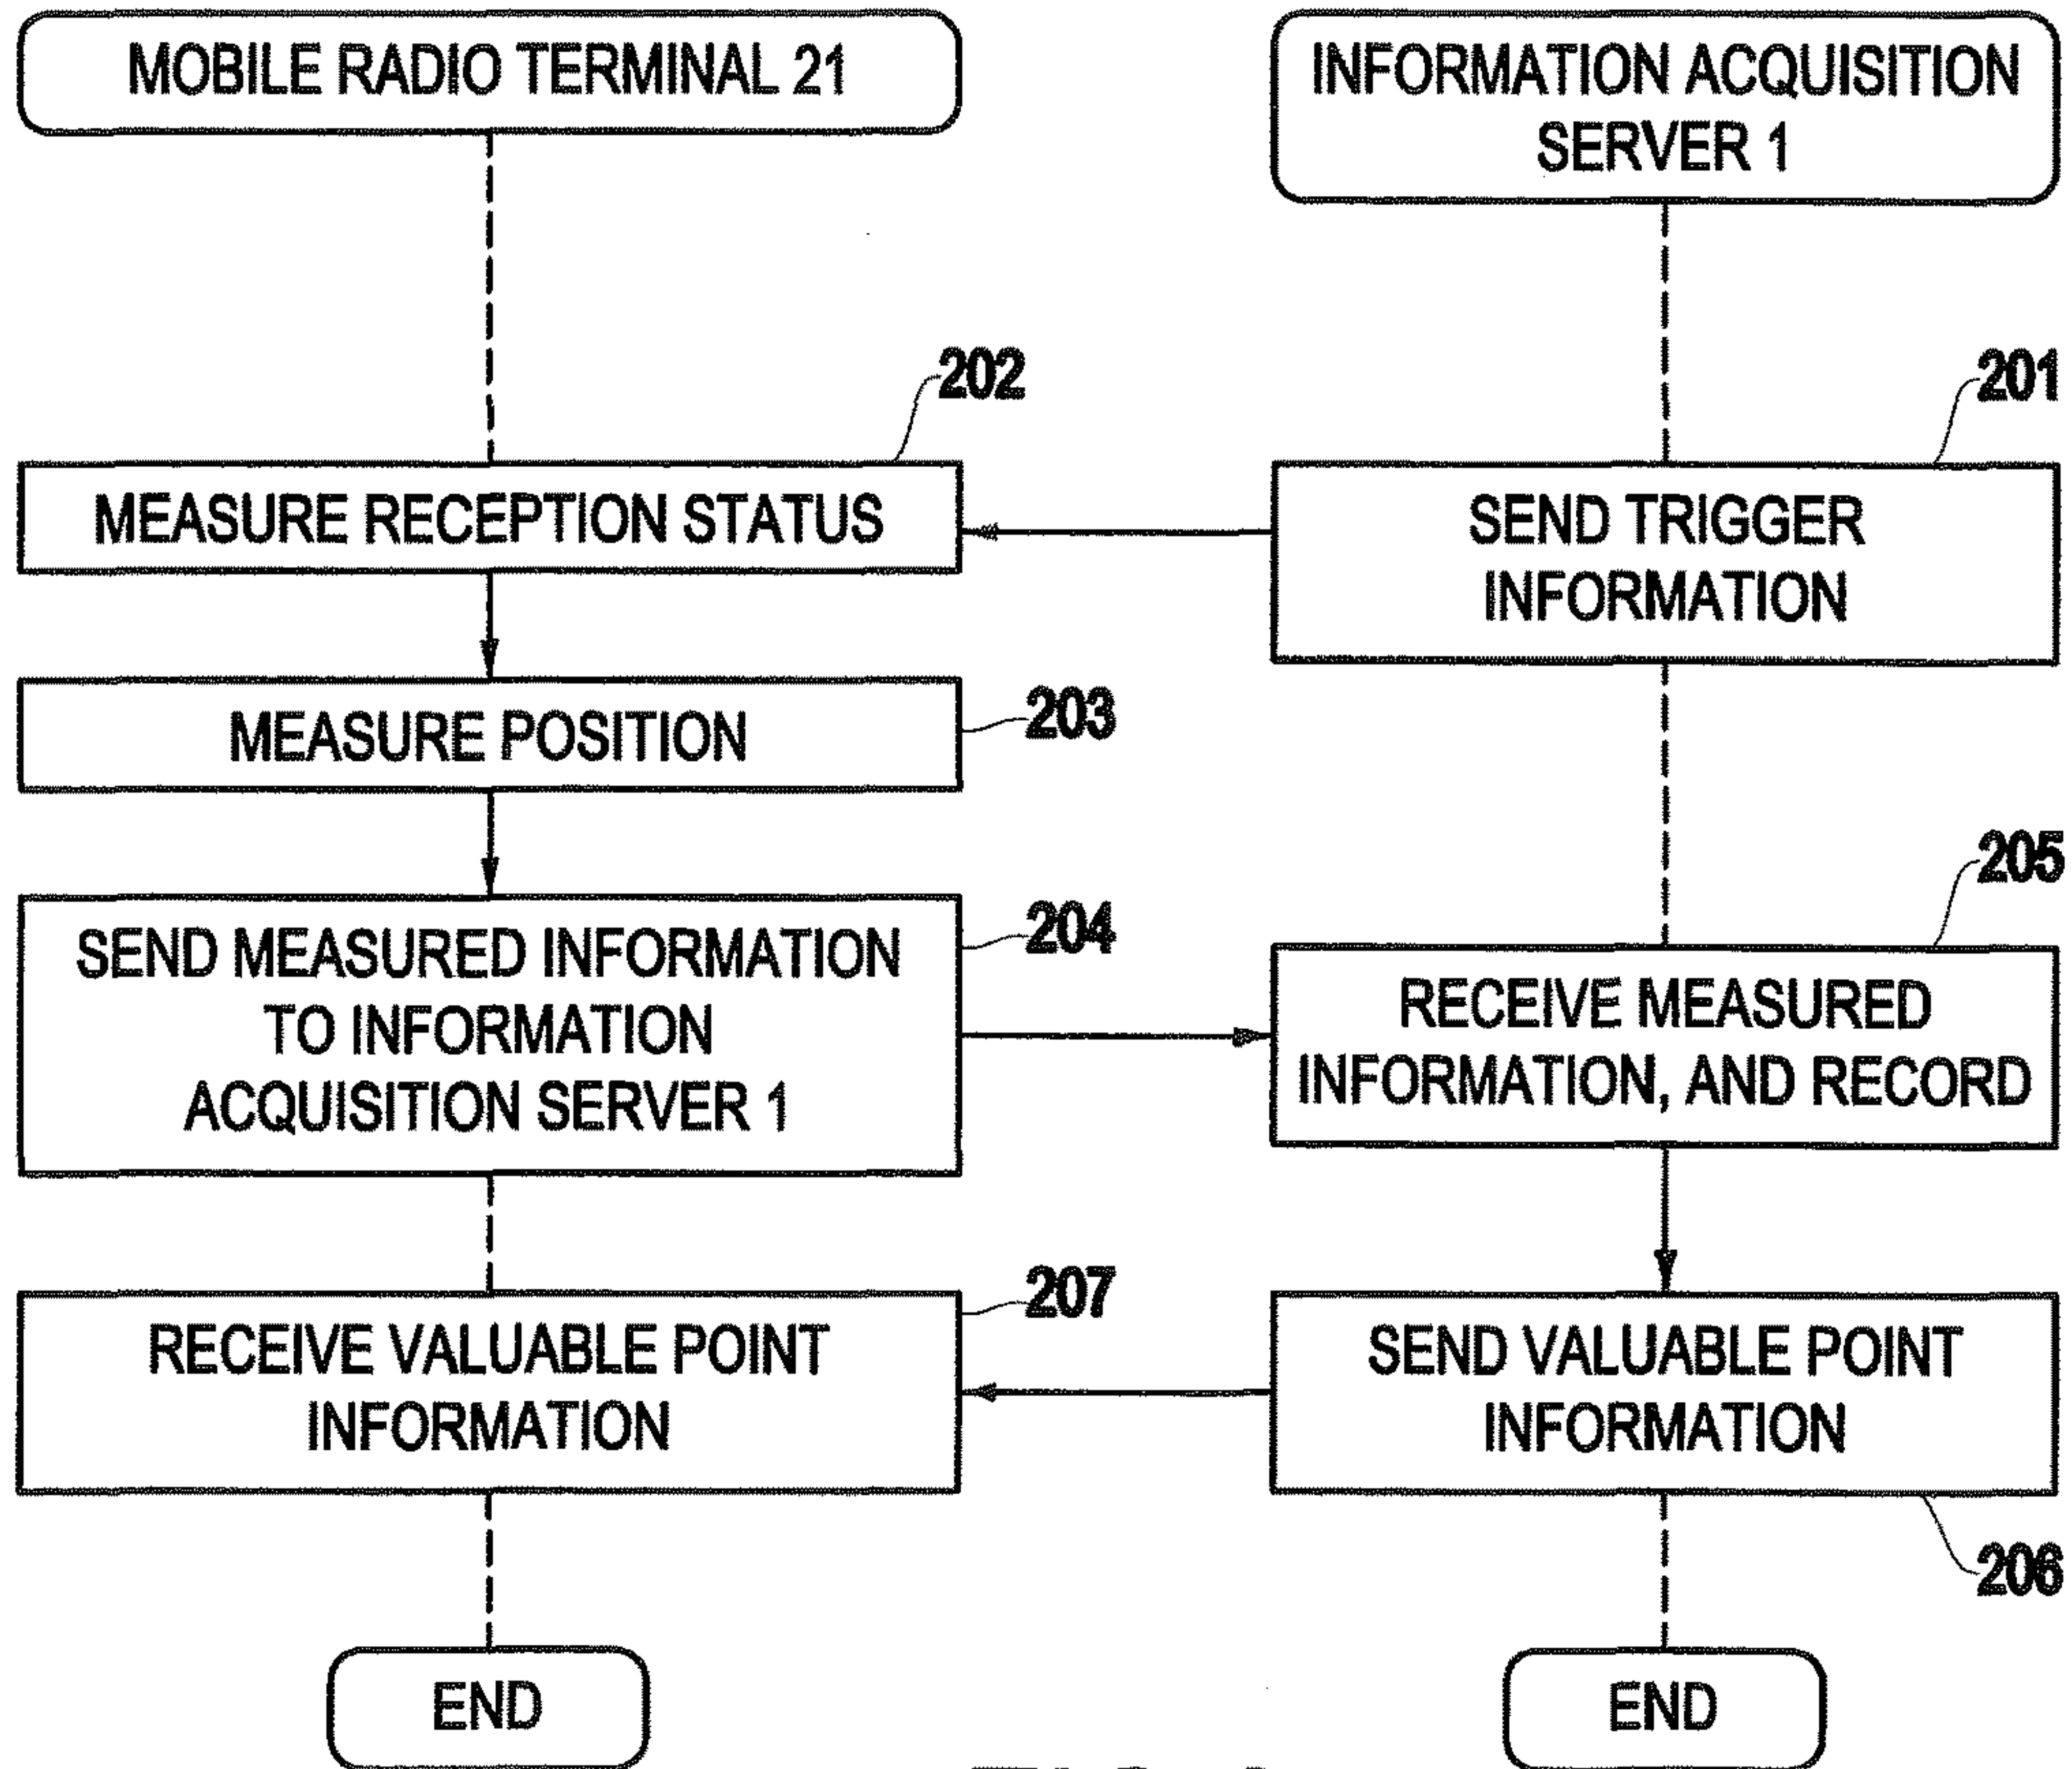 MOBILE RADIO TERMINAL 21
INFORMATION ACQUISITION
SERVER 1
202
201
MEASURE RECEPTION STATUS
SEND TRIGGER
INFORMATION
MEASURE POSITION
203
205
SEND MEASURED INFORMATION
TO INFORMATION
ACQUISITION SERVER 1
204
RECEIVE MEASURED
INFORMATION, AND RECORD
207
RECEIVE VALUABLE POINT
INFORMATION
SEND VALUABLE POINT
INFORMATION
206
END
END